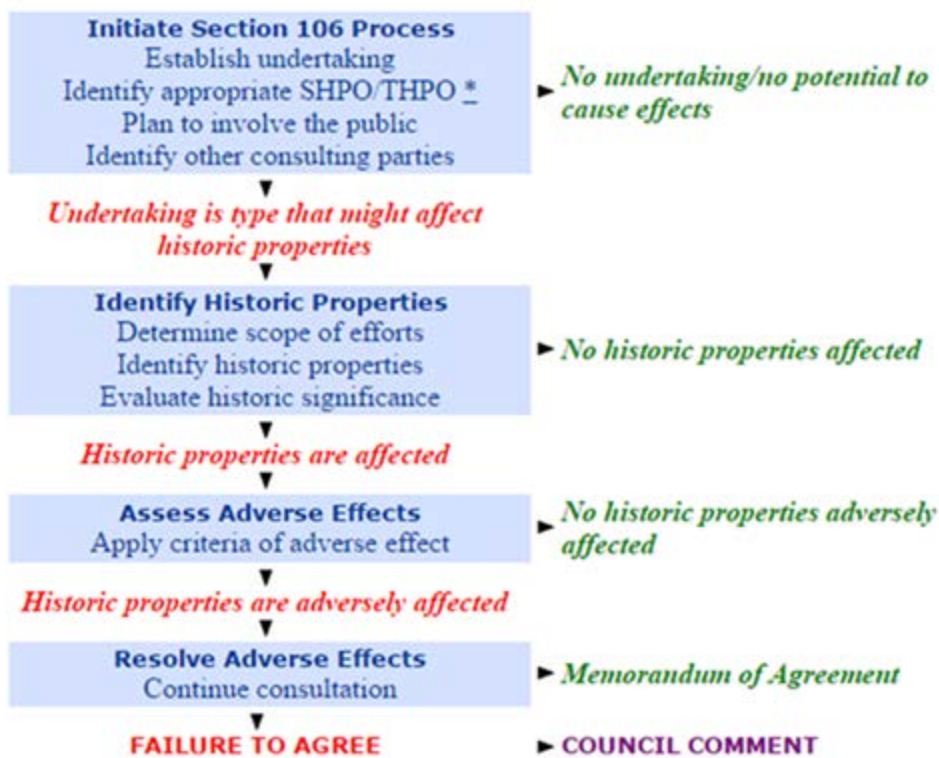 Initiate Section 106 Process
Establish undertaking
Identify appropriate SHPO/THPO *
Plan to involve the public
Identify other consulting parties
No undertaking/no potential to
cause effects
Undertaking is type that might affect
historic properties
Identify Historic Properties
Determine scope of efforts
Identify historic properties
Evaluate historic significance
No historic properties affected
Historic properties are affected
Assess Adverse Effects
Apply criteria of adverse effect
No historic properties adversely
affected
Historic properties are adversely affected
Resolve Adverse Effects
Continue consultation
Memorandum of Agreement
FAILURE TO AGREE
COUNCIL COMMENT